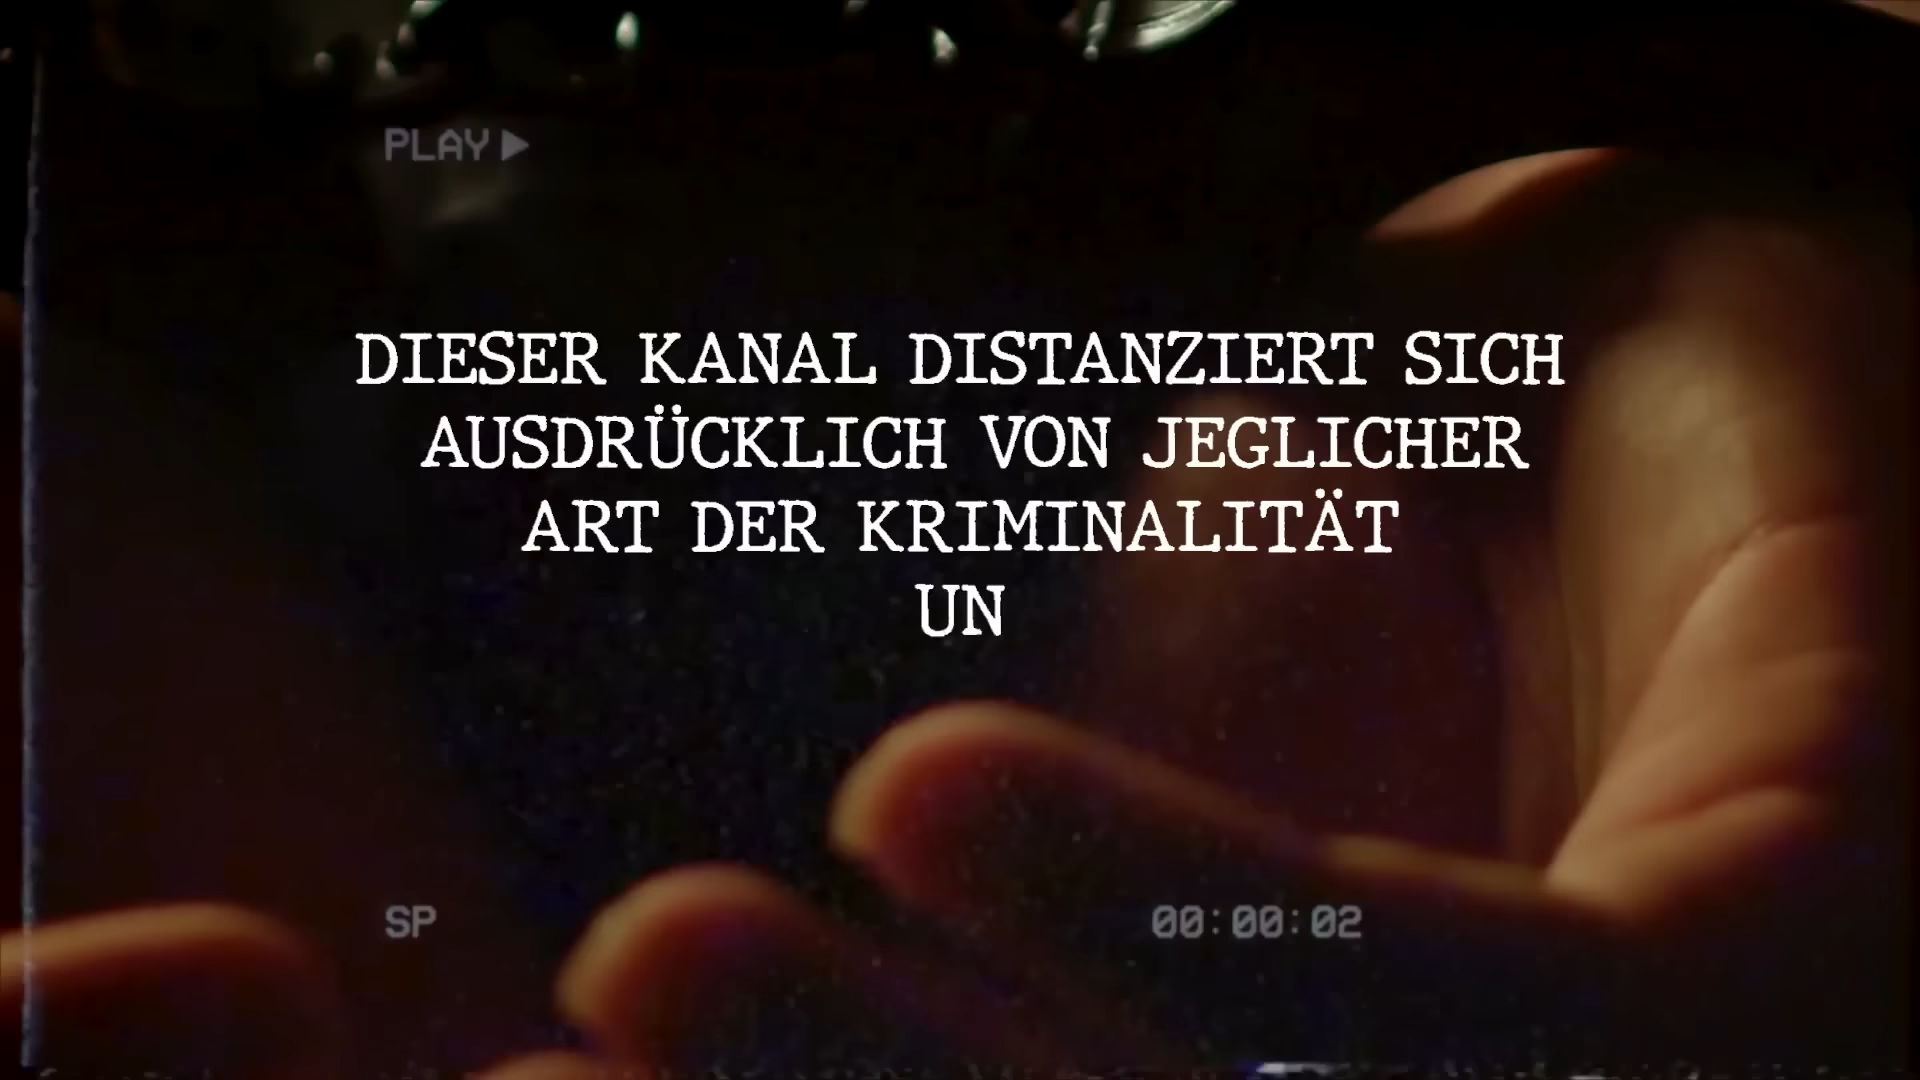 PLAY ▶
DIESER KANAL DISTANZIERT SICH
AUSDRÜCKLICH VON JEGLICHER
ART DER KRIMINALITÄT
UN
SP
00:00:02